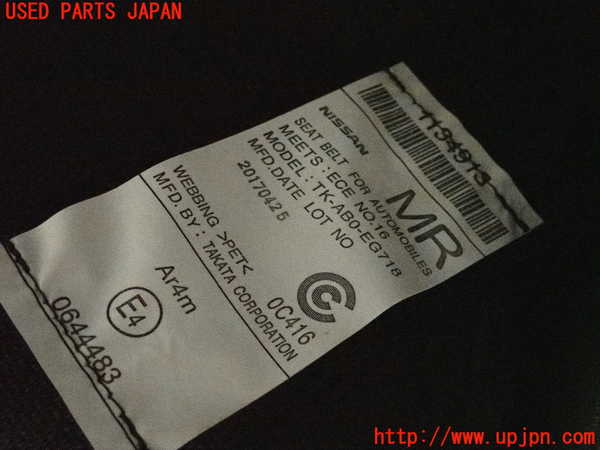 USED PARTS JAPAN
1194913
NISSAN
SEAT BELT FOR AUTOMOBILES
MEETS:ECE NO.16
MODEL:TK-AB0-EG718
MFD.DATE LOT NO
20170425
MR
0C416
WEBBING >PET<
MFD.BY: TAKATA CORPORATION
Ar4m
E4
0644483
http://www.upjpn.com/